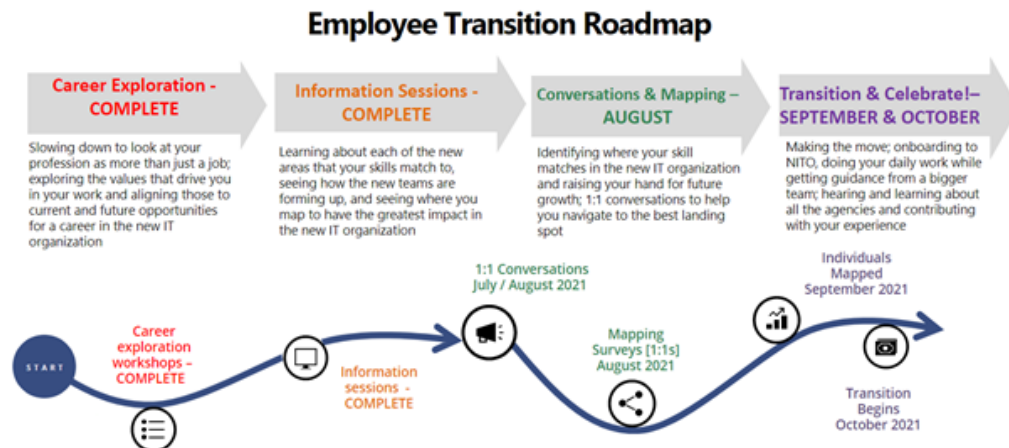 Employee Transition Roadmap
Career Exploration -
COMPLETE
Slowing down to look at your
profession as more than just a job;
exploring the values that drive you
in your work and aligning those to
current and future opportunities
for a career in the new IT
organization
Information Sessions -
COMPLETE
Learning about each of the new
areas that your skills match to,
seeing how the new teams are
forming up, and seeing where you
map to have the greatest impact in
the new IT organization
Conversations & Mapping –
AUGUST
Identifying where your skill
matches in the new IT organization
and raising your hand for future
growth; 1:1 conversations to help
you navigate to the best landing
spot
Transition & Celebrate!–
SEPTEMBER & OCTOBER
Making the move; onboarding to
NITO, doing your daily work while
getting guidance from a bigger
team; hearing and learning about
all the agencies and contributing
with your experience
START
Career
exploration
workshops –
COMPLETE
Information
sessions -
COMPLETE
1:1 Conversations
July / August 2021
Mapping
Surveys [1:1s]
August 2021
Individuals
Mapped
September 2021
Transition
Begins
October 2021